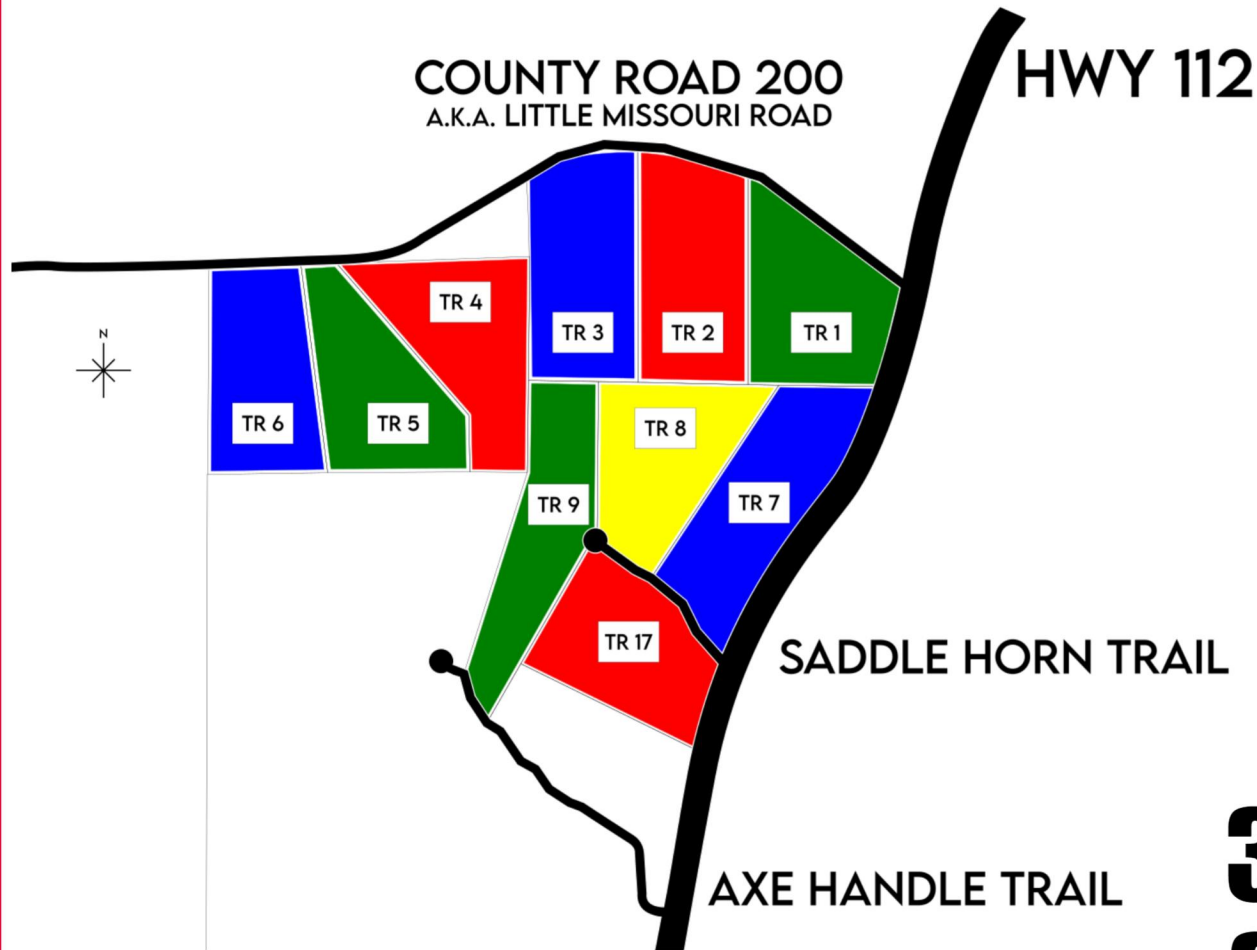 HWY 112
COUNTY ROAD 200
A.K.A. LITTLE MISSOURI ROAD
N
TR 4
TR 3
TR 2
TR 1
TR 6
TR 5
TR 8
TR 9
TR 7
TR 17
SADDLE HORN TRAIL
AXE HANDLE TRAIL